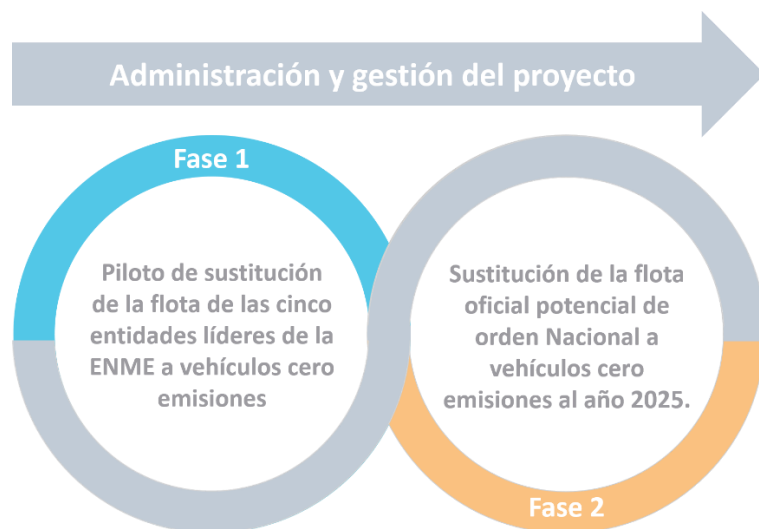 Administración y gestión del proyecto
Fase 1
Piloto de sustitución
de la flota de las cinco
entidades líderes de la
ENME a vehículos cero
emisiones
Sustitución de la flota
oficial potencial de
orden Nacional a
vehículos cero
emisiones al año 2025.
Fase 2